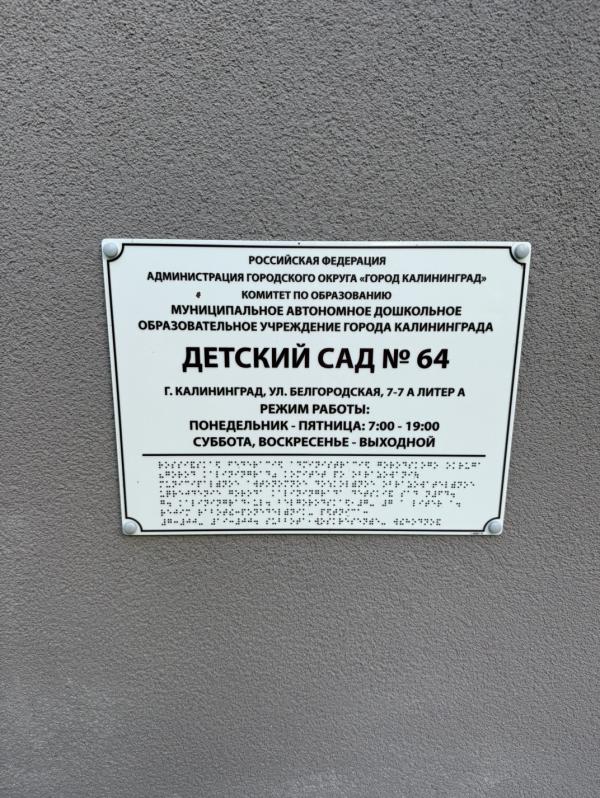 РОССИЙСКАЯ ФЕДЕРАЦИЯ
АДМИНИСТРАЦИЯ ГОРОДСКОГО ОКРУГА «ГОРОД КАЛИНИНГРАД»
КОМИТЕТ ПО ОБРАЗОВАНИЮ
МУНИЦИПАЛЬНОЕ АВТОНОМНОЕ ДОШКОЛЬНОЕ
ОБРАЗОВАТЕЛЬНОЕ УЧРЕЖДЕНИЕ ГОРОДА КАЛИНИНГРАДА
ДЕТСКИЙ САД № 64
Г. КАЛИНИНГРАД, УЛ. БЕЛГОРОДСКАЯ, 7-7 А ЛИТЕР А
РЕЖИМ РАБОТЫ:
ПОНЕДЕЛЬНИК - ПЯТНИЦА: 7:00 - 19:00
СУББОТА, ВОСКРЕСЕНЬЕ - ВЫХОДНОЙ